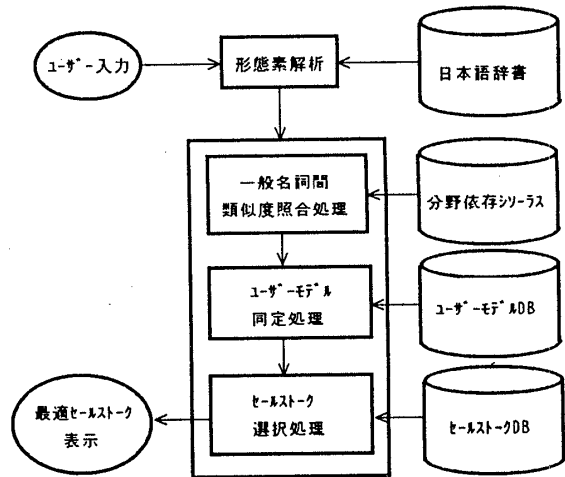 ﾕｰｻﾞｰ入力
形態素解析
日本語辞書
一般名詞間
類似度照合処理
分野依存ｼｿｰﾗｽ
ﾕｰｻﾞｰﾓﾃﾞﾙ
同定処理
ﾕｰｻﾞｰﾓﾃﾞﾙDB
ｾｰﾙｽﾄｰｸ
選択処理
ｾｰﾙｽﾄｰｸDB
最適ｾｰﾙｽﾄｰｸ
表示